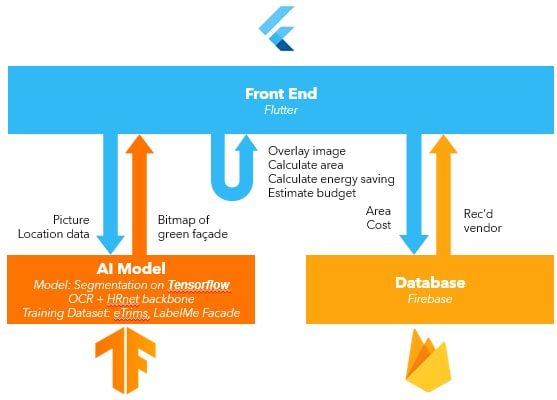 Front End
Flutter
Overlay image
Calculate area
Calculate energy saving
Estimate budget
Picture
Location data
Bitmap of
green façade
Area
Cost
Rec'd
vendor
AI Model
Model: Segmentation on Tensorflow
OCR + HRnet backbone
Training Dataset: eTrims, LabelMe Facade
Database
Firebase